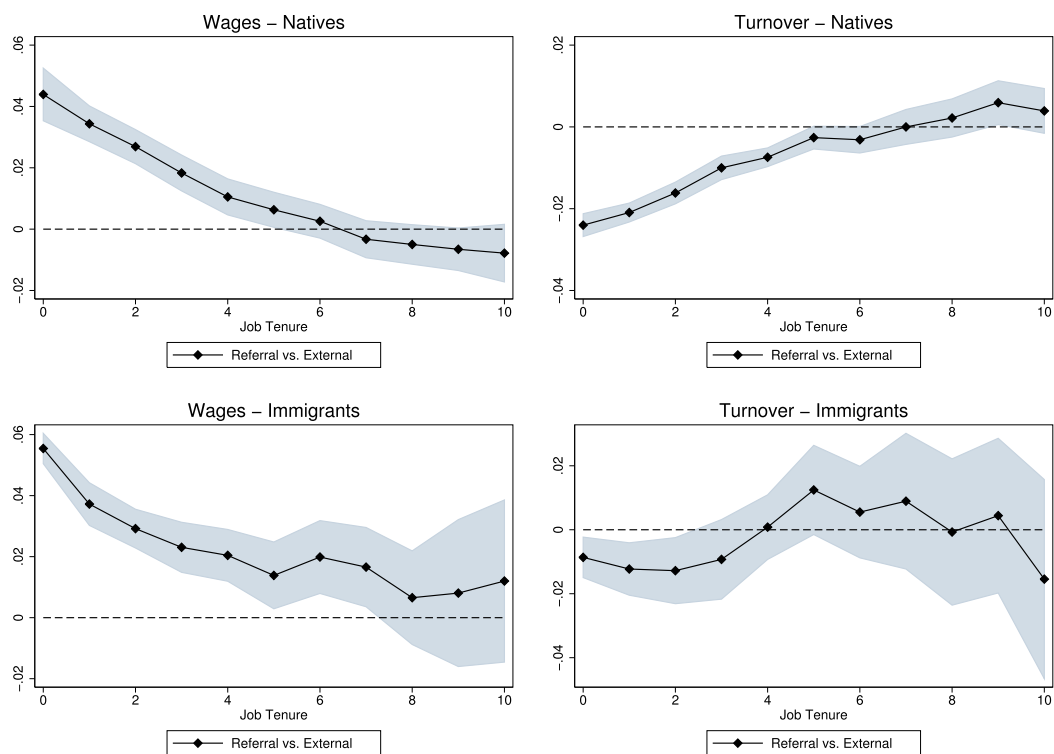 Wages – Natives
.06
.04
.02
0
–.02
0 2 4 6 8 10
Job Tenure
Referral vs. External
Turnover – Natives
.02
0
–.02
–.04
0 2 4 6 8 10
Job Tenure
Referral vs. External
Wages – Immigrants
.06
.04
.02
0
–.02
0 2 4 6 8 10
Job Tenure
Referral vs. External
Turnover – Immigrants
.02
0
–.02
–.04
0 2 4 6 8 10
Job Tenure
Referral vs. External